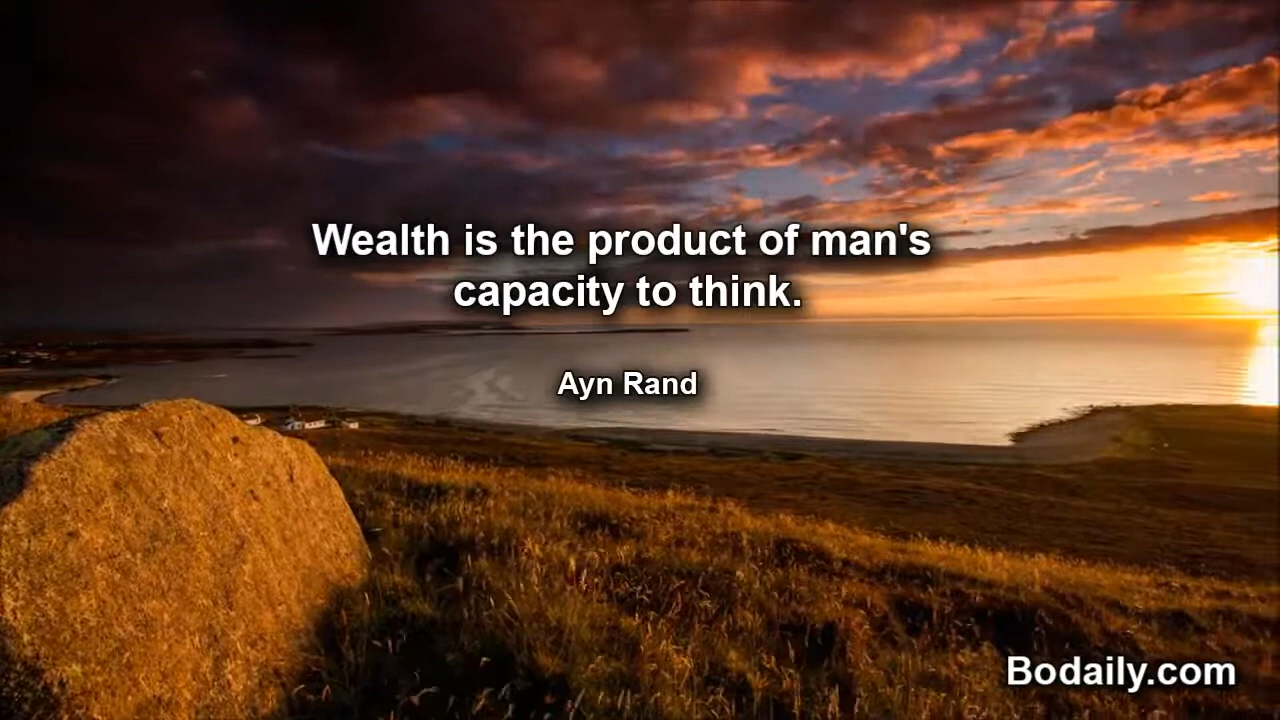 Wealth is the product of man's
capacity to think.
Ayn Rand
Bodaily.com